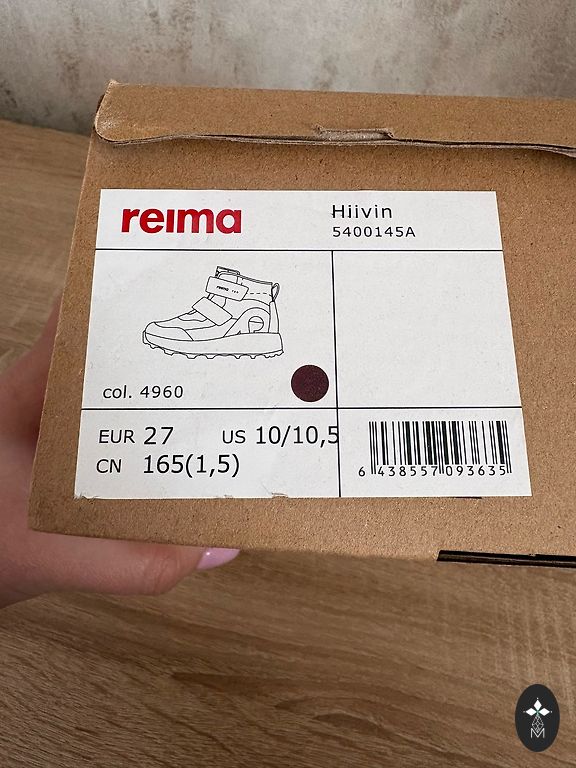 reima
Hiivin
5400145A
reima
col. 4960
EUR 27 US 10/10,5
CN 165(1,5)
6 438557 093635
M